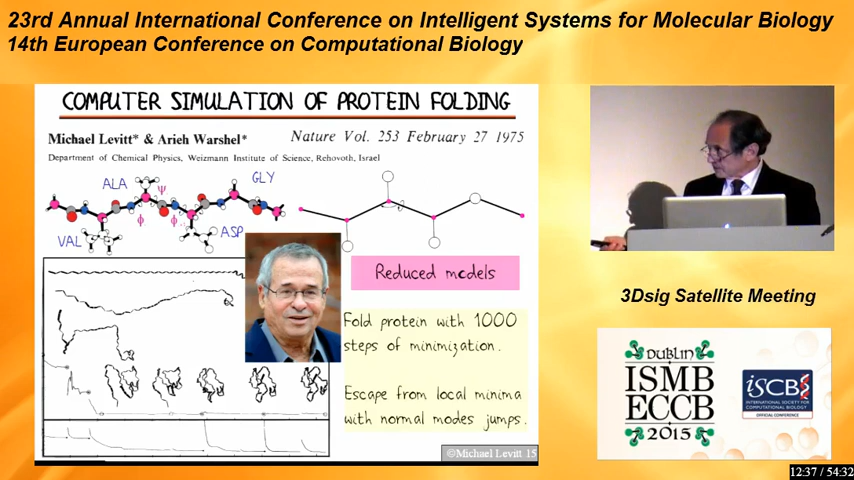 23rd Annual International Conference on Intelligent Systems for Molecular Biology
14th European Conference on Computational Biology
COMPUTER SIMULATION OF PROTEIN FOLDING
Michael Levitt* & Arieh Warshel*
Nature Vol. 253 February 27 1975
Department of Chemical Physics, Weizmann Institute of Science, Rehovoth, Israel
ALA
GLY
Ψ
ϕ
ϕ
VAL
ASP
Reduced models
Fold protein with 1000
steps of minimization.
Escape from local minima
with normal modes jumps.
©Michael Levitt 15
3Dsig Satellite Meeting
DUBLIN
ISMB
ECCB
2015
iSCB
INTERNATIONAL SOCIETY FOR
COMPUTATIONAL BIOLOGY
OFFICIAL CONFERENCE
12:37 / 54:32